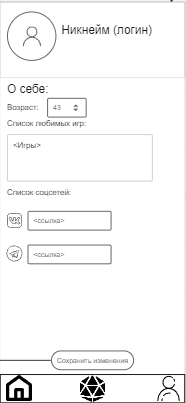 Никнейм (логин)
О себе:
Возраст: 43
Список любимых игр:
<Игры>
Список соцсетей:
<ссылка>
<ссылка>
Сохранить изменения